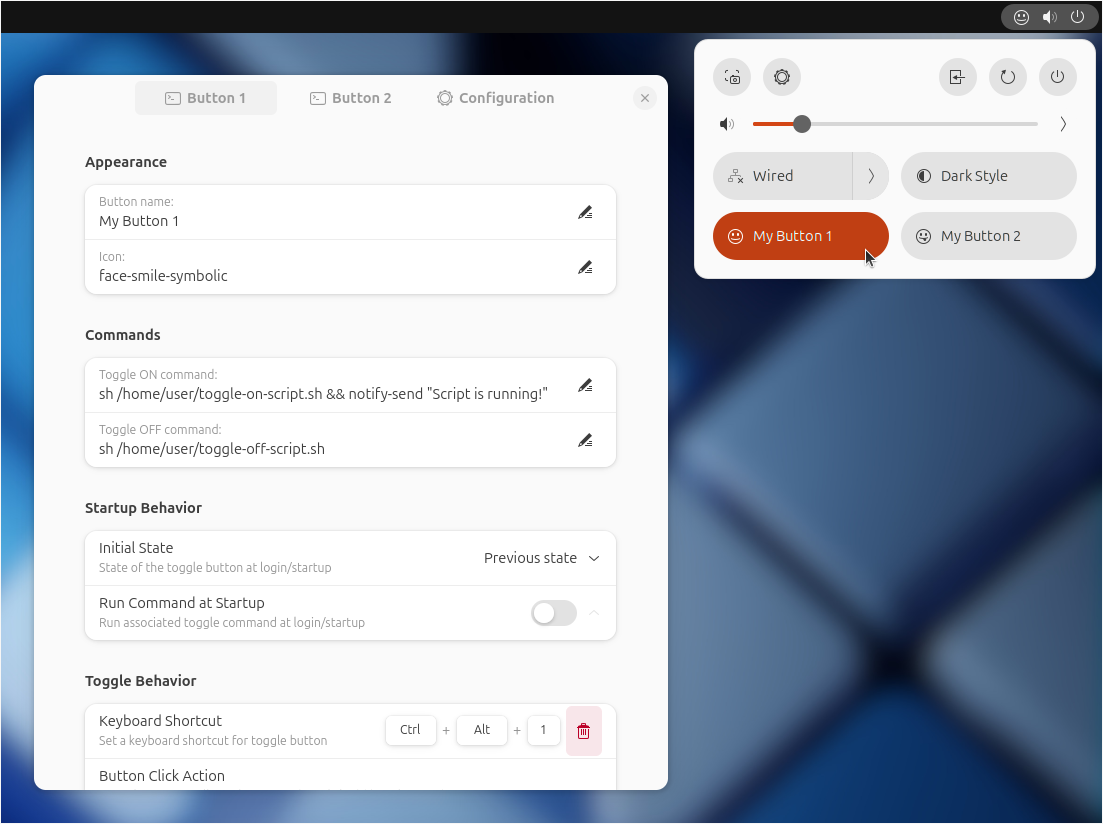 Button 1
Button 2
Configuration
Appearance
Button name:
My Button 1
Icon:
face-smile-symbolic
Commands
Toggle ON command:
sh /home/user/toggle-on-script.sh && notify-send "Script is running!"
Toggle OFF command:
sh /home/user/toggle-off-script.sh
Startup Behavior
Initial State
State of the toggle button at login/startup
Previous state
Run Command at Startup
Run associated toggle command at login/startup
Toggle Behavior
Keyboard Shortcut
Set a keyboard shortcut for toggle button
Ctrl + Alt + 1
Button Click Action
Wired
Dark Style
My Button 1
My Button 2